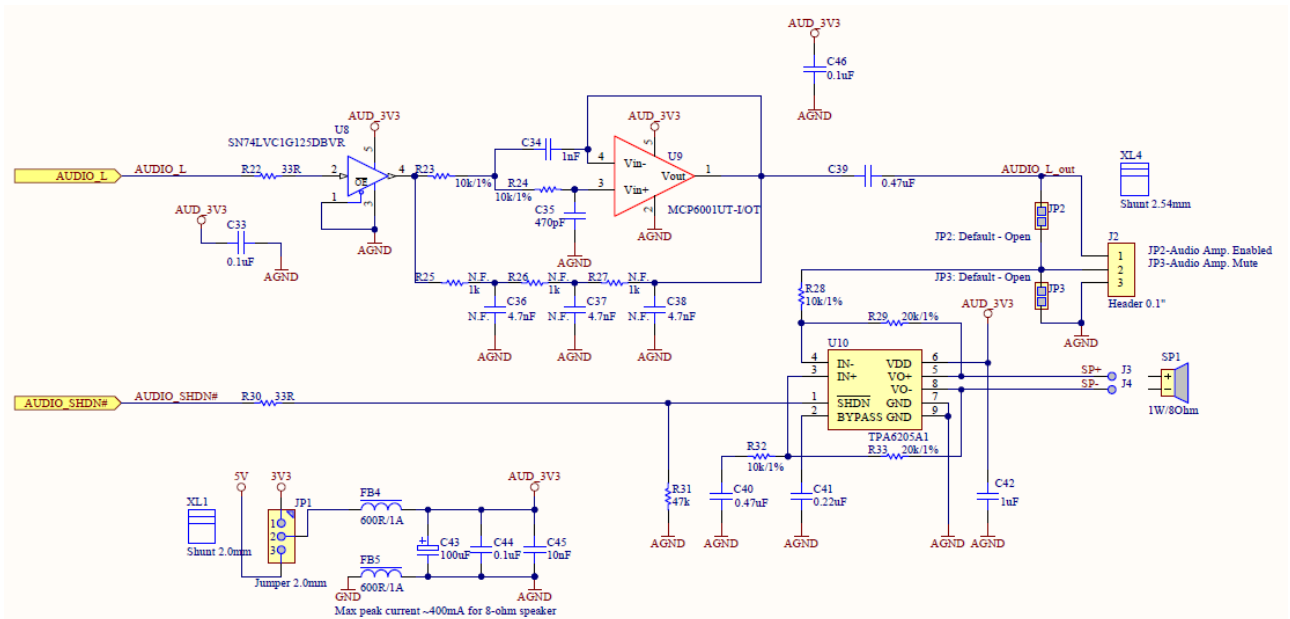 AUD_3V3
C46
0.1uF
AGND
U8
SN74LVC1G125DBVR
AUD_3V3
5
AUDIO_L
AUDIO_L
R22
33R
2
OE
4
1
3
AGND
AUD_3V3
C33
0.1uF
AGND
R23
10k/1%
C34
1nF
R24
10k/1%
C35
470pF
AGND
AUD_3V3
5
U9
4
Vin-
3
Vin+
Vout
1
2
MCP6001UT-I/OT
AGND
C39
0.47uF
AUDIO_L_out
XL4
Shunt 2.54mm
JP2
JP2: Default - Open
J2
1
2
3
JP2-Audio Amp. Enabled
JP3-Audio Amp. Mute
Header 0.1"
JP3: Default - Open
JP3
AGND
R25
N.F.
1k
R26
N.F.
1k
R27
N.F.
1k
C36
N.F.
4.7nF
C37
N.F.
4.7nF
C38
N.F.
4.7nF
AGND
AGND
AGND
R28
10k/1%
R29
20k/1%
AUD_3V3
U10
4
IN-
VDD
6
3
IN+
VO+
5
VO-
8
1
SHDN
GND
7
2
BYPASS
GND
9
TPA6205A1
SP+
J3
SP-
J4
SP1
1W/8Ohm
AUDIO_SHDN#
AUDIO_SHDN#
R30
33R
R32
10k/1%
R33
20k/1%
R31
47k
C40
0.47uF
C41
0.22uF
C42
1uF
AGND
AGND
AGND
AGND
AGND
5V
3V3
XL1
Shunt 2.0mm
JP1
1
2
3
Jumper 2.0mm
FB4
600R/1A
FB5
600R/1A
GND
AUD_3V3
C43
100uF
C44
0.1uF
C45
10nF
AGND
Max peak current ~400mA for 8-ohm speaker